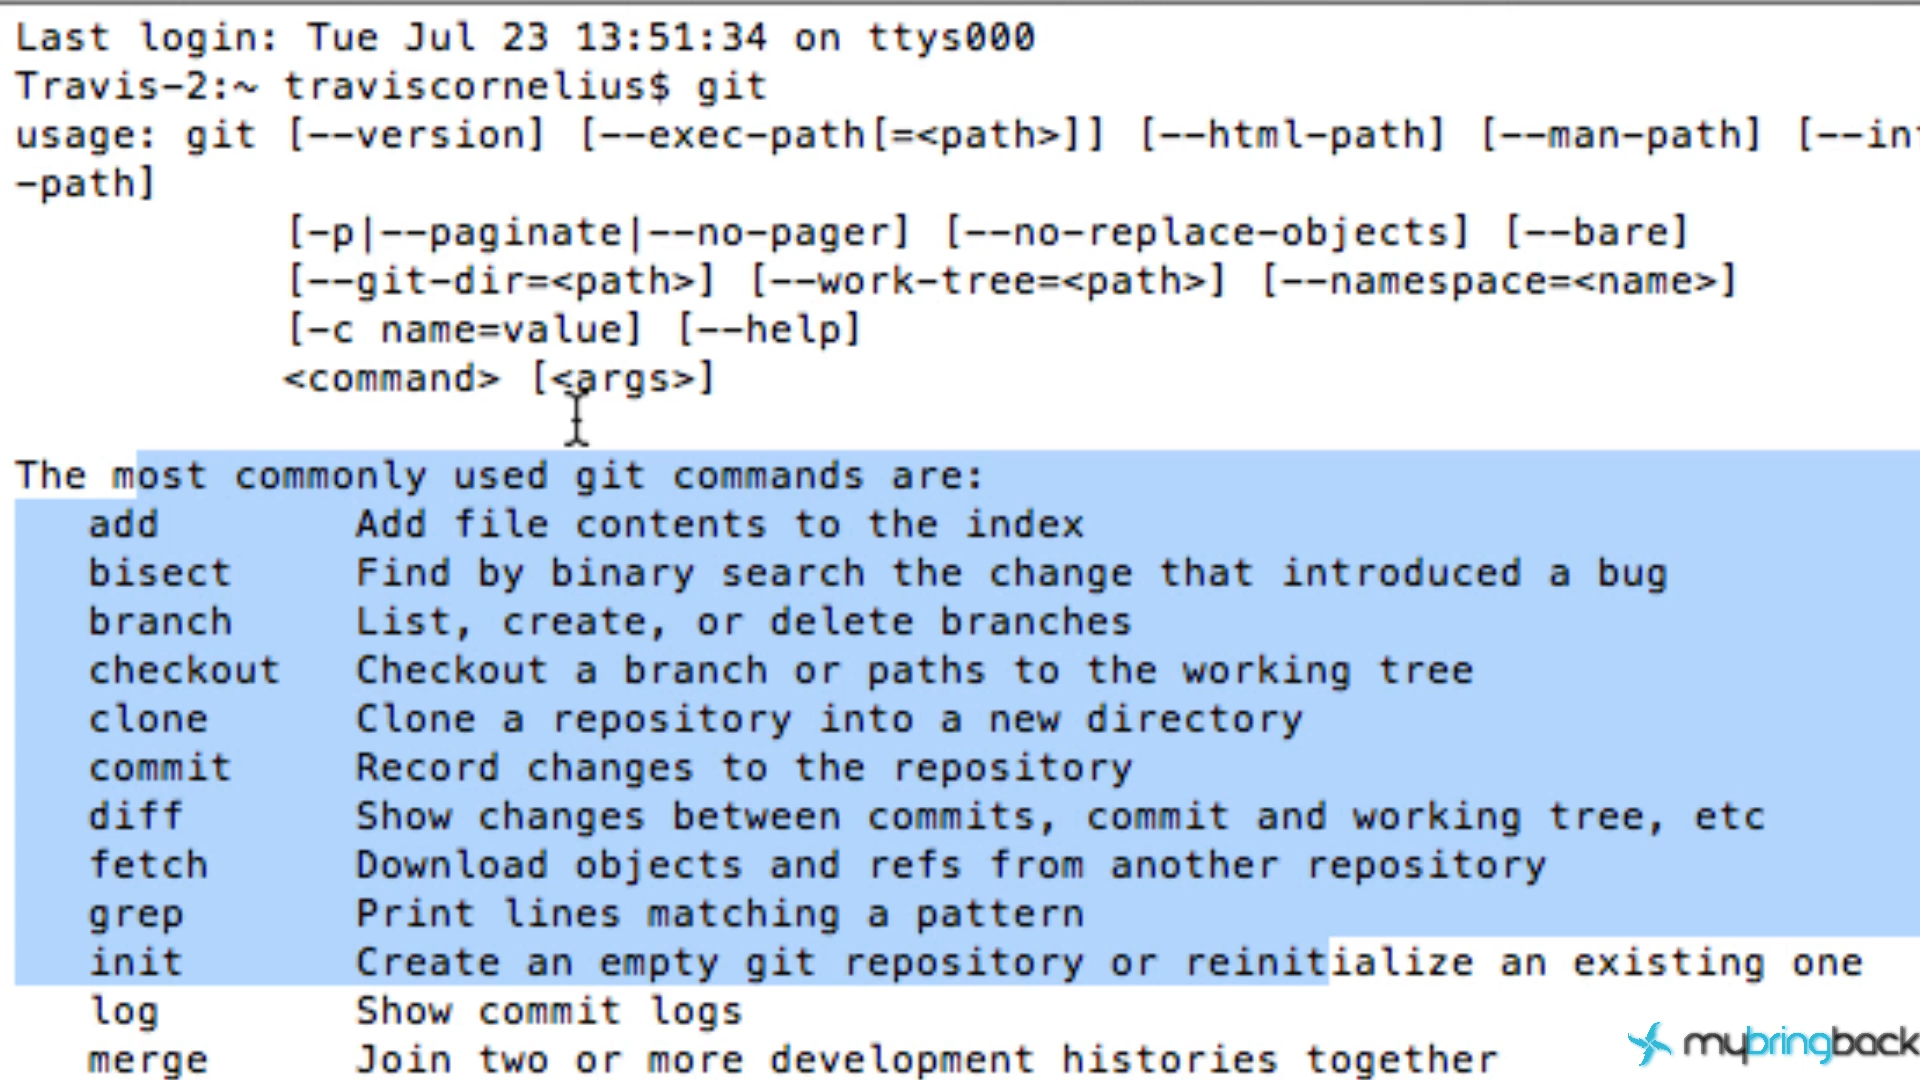 Last login: Tue Jul 23 13:51:34 on ttys000
Travis-2:~ traviscornelius$ git
usage: git [--version] [--exec-path[=<path>]] [--html-path] [--man-path] [--in
-path]
[-p|--paginate|--no-pager] [--no-replace-objects] [--bare]
[--git-dir=<path>] [--work-tree=<path>] [--namespace=<name>]
[-c name=value] [--help]
<command> [<args>]
The most commonly used git commands are:
add Add file contents to the index
bisect Find by binary search the change that introduced a bug
branch List, create, or delete branches
checkout Checkout a branch or paths to the working tree
clone Clone a repository into a new directory
commit Record changes to the repository
diff Show changes between commits, commit and working tree, etc
fetch Download objects and refs from another repository
grep Print lines matching a pattern
init Create an empty git repository or reinitialize an existing one
log Show commit logs
merge Join two or more development histories together
mybringback